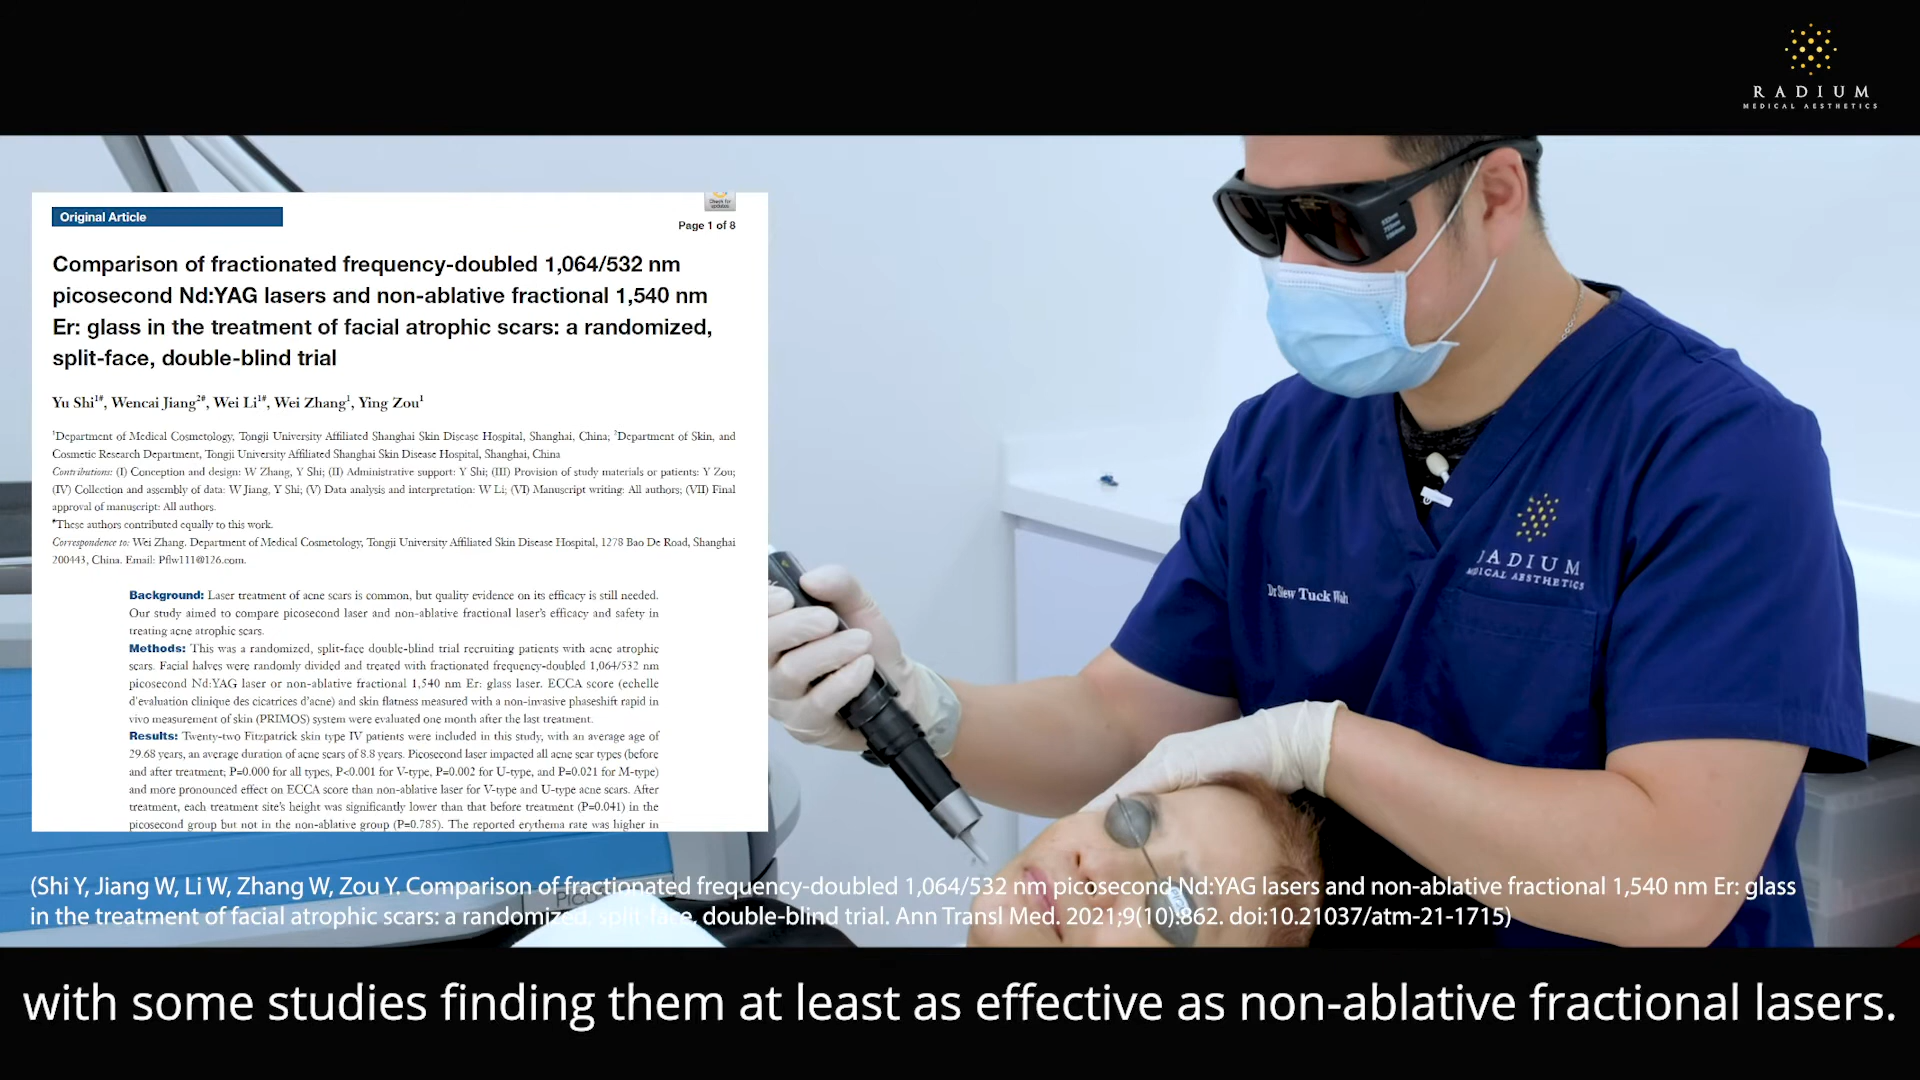 RADIUM
MEDICAL AESTHETICS
Check for
updates
Original Article
Page 1 of 8
Comparison of fractionated frequency-doubled 1,064/532 nm
picosecond Nd:YAG lasers and non-ablative fractional 1,540 nm
Er: glass in the treatment of facial atrophic scars: a randomized,
split-face, double-blind trial
Yu Shi1#, Wencai Jiang2#, Wei Li1#, Wei Zhang1, Ying Zou1
1Department of Medical Cosmetology, Tongji University Affiliated Shanghai Skin Disease Hospital, Shanghai, China; 2Department of Skin, and
Cosmetic Research Department, Tongji University Affiliated Shanghai Skin Disease Hospital, Shanghai, China
Contributions: (I) Conception and design: W Zhang, Y Shi; (II) Administrative support: Y Shi; (III) Provision of study materials or patients: Y Zou;
(IV) Collection and assembly of data: W Jiang, Y Shi; (V) Data analysis and interpretation: W Li; (VI) Manuscript writing: All authors; (VII) Final
approval of manuscript: All authors.
#These authors contributed equally to this work.
Correspondence to: Wei Zhang. Department of Medical Cosmetology, Tongji University Affiliated Skin Disease Hospital, 1278 Bao De Road, Shanghai
200443, China. Email: Pflw111@126.com.
Background: Laser treatment of acne scars is common, but quality evidence on its efficacy is still needed.
Our study aimed to compare picosecond laser and non-ablative fractional laser's efficacy and safety in
treating acne atrophic scars.
Methods: This was a randomized, split-face double-blind trial recruiting patients with acne atrophic
scars. Facial halves were randomly divided and treated with fractionated frequency-doubled 1,064/532 nm
picosecond Nd:YAG laser or non-ablative fractional 1,540 nm Er: glass laser. ECCA score (echelle
d'evaluation clinique des cicatrices d'acne) and skin flatness measured with a non-invasive phaseshift rapid in
vivo measurement of skin (PRIMOS) system were evaluated one month after the last treatment.
Results: Twenty-two Fitzpatrick skin type IV patients were included in this study, with an average age of
29.68 years, an average duration of acne scars of 8.8 years. Picosecond laser impacted all acne scar types (before
and after treatment; P=0.000 for all types, P<0.001 for V-type, P=0.002 for U-type, and P=0.021 for M-type)
and more pronounced effect on ECCA score than non-ablative laser for V-type and U-type acne scars. After
treatment, each treatment site's height was significantly lower than that before treatment (P=0.041) in the
picosecond group but not in the non-ablative group (P=0.785). The reported erythema rate was higher in
Dr Siew Tuck Wah
RADIUM
MEDICAL AESTHETICS
(Shi Y, Jiang W, Li W, Zhang W, Zou Y. Comparison of fractionated frequency-doubled 1,064/532 nm picosecond Nd:YAG lasers and non-ablative fractional 1,540 nm Er: glass
in the treatment of facial atrophic scars: a randomized, split-face, double-blind trial. Ann Transl Med. 2021;9(10):862. doi:10.21037/atm-21-1715)
with some studies finding them at least as effective as non-ablative fractional lasers.